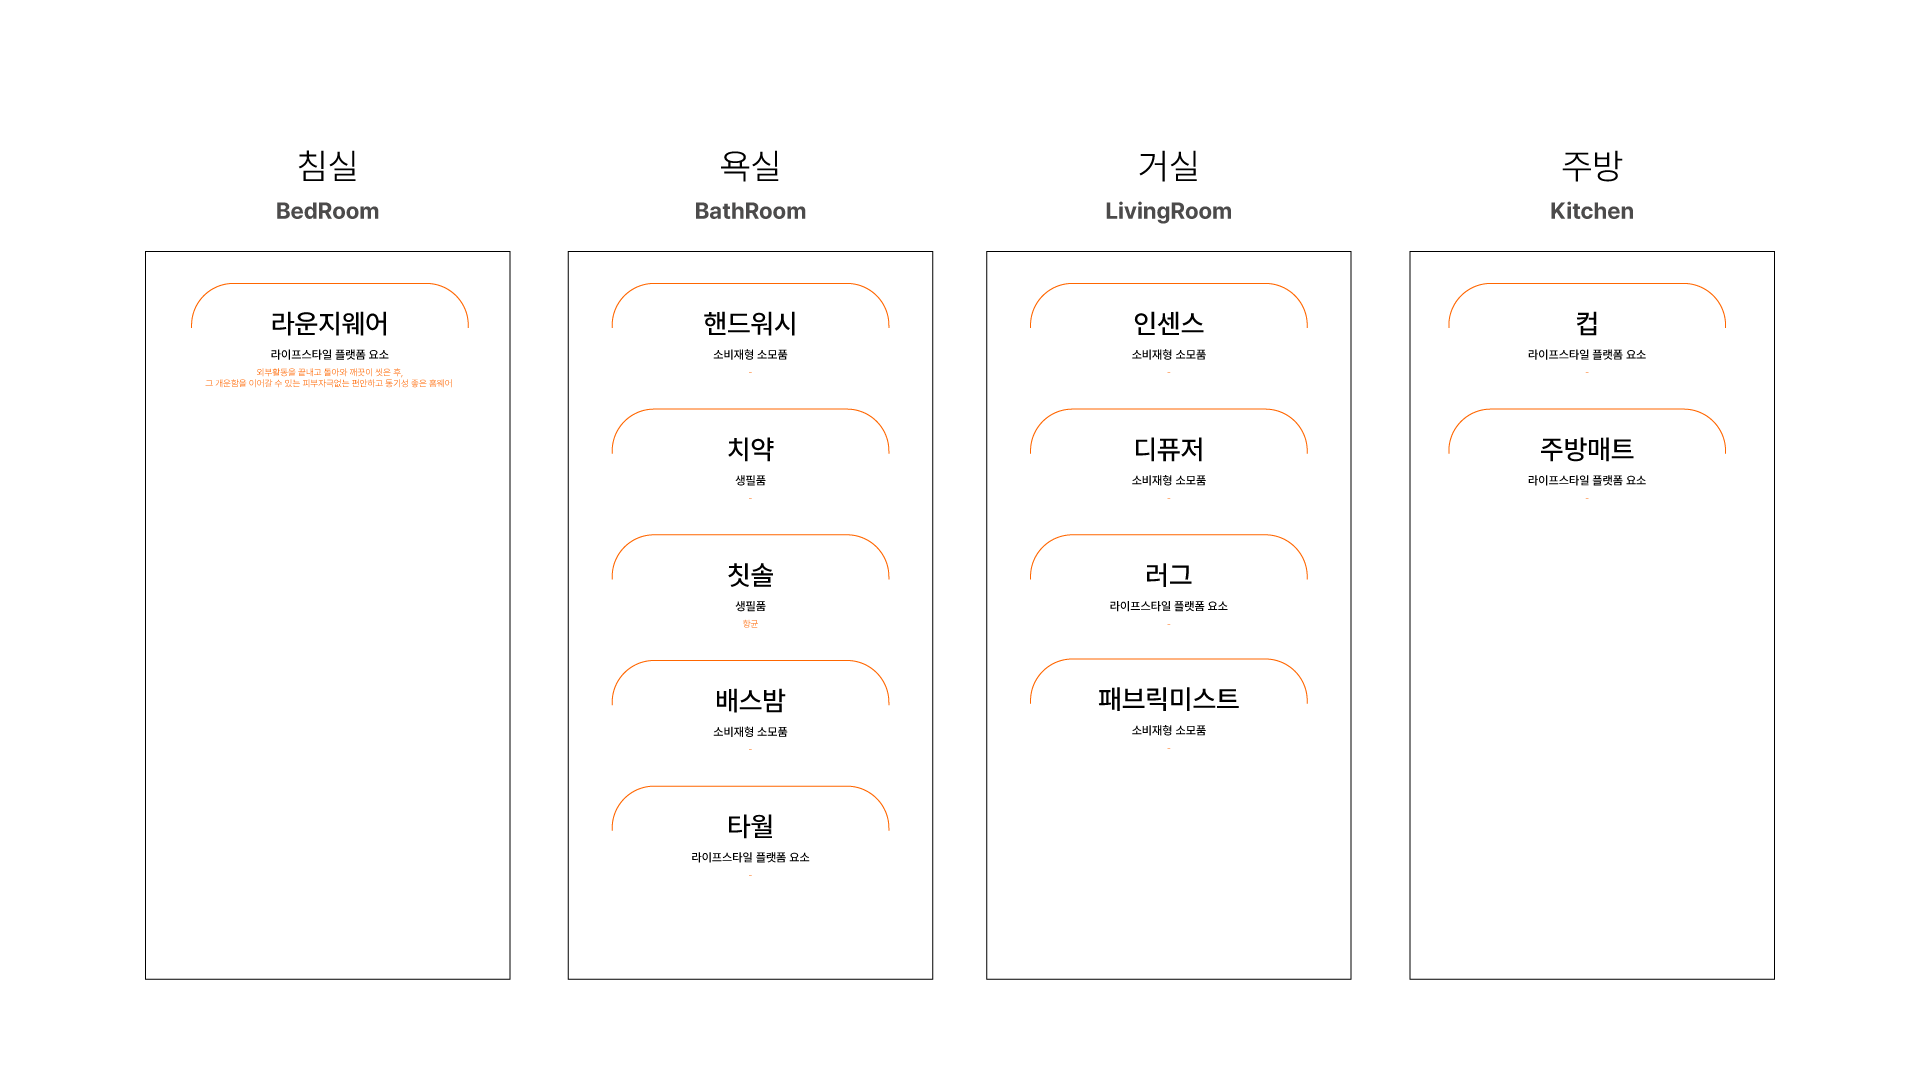 침실
BedRoom
라운지웨어
라이프스타일 플랫폼 요소
외부활동을 끝내고 돌아와 깨끗이 씻은 후,
그 개운함을 이어갈 수 있는 피부자극없는 편안하고 통기성 좋은 홈웨어
욕실
BathRoom
핸드워시
소비재형 소모품
-
치약
생필품
-
칫솔
생필품
항균
배스밤
소비재형 소모품
-
타월
라이프스타일 플랫폼 요소
-
거실
LivingRoom
인센스
소비재형 소모품
-
디퓨저
소비재형 소모품
-
러그
라이프스타일 플랫폼 요소
-
패브릭미스트
소비재형 소모품
-
주방
Kitchen
컵
라이프스타일 플랫폼 요소
-
주방매트
라이프스타일 플랫폼 요소
-